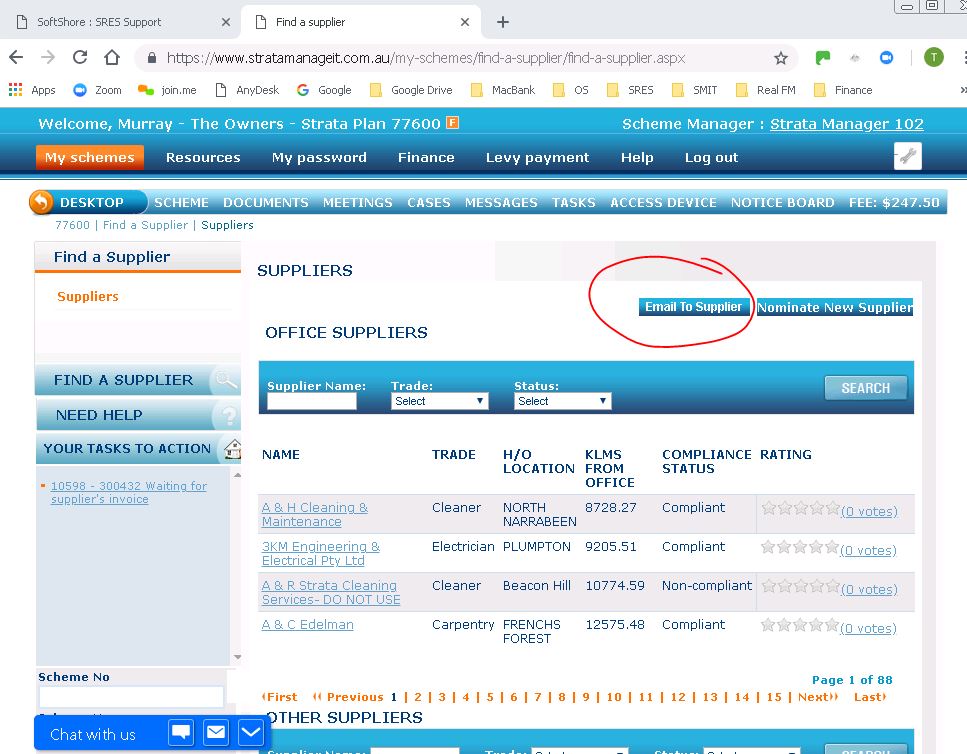 SoftShore : SRES Support
Find a supplier
https://www.stratamanageit.com.au/my-schemes/find-a-supplier/find-a-supplier.aspx
T
Apps Zoom join.me AnyDesk Google Google Drive MacBank OS SRES SMIT Real FM Finance
Welcome, Murray - The Owners - Strata Plan 77600 F
Scheme Manager : Strata Manager 102
My schemes Resources My password Finance Levy payment Help Log out
DESKTOP SCHEME DOCUMENTS MEETINGS CASES MESSAGES TASKS ACCESS DEVICE NOTICE BOARD FEE: $247.50
77600 | Find a Supplier | Suppliers
Find a Supplier
Suppliers
FIND A SUPPLIER
NEED HELP
?
YOUR TASKS TO ACTION
10598 - 300432 Waiting for
supplier's invoice
Scheme No
Chat with us
SUPPLIERS
Email To Supplier Nominate New Supplier
OFFICE SUPPLIERS
Supplier Name: Trade: Status:
Select Select SEARCH
NAME TRADE H/O LOCATION KLMS FROM OFFICE COMPLIANCE STATUS RATING
A & H Cleaning & Maintenance Cleaner NORTH NARRABEEN 8728.27 Compliant (0 votes)
3KM Engineering & Electrical Pty Ltd Electrician PLUMPTON 9205.51 Compliant (0 votes)
A & R Strata Cleaning Services- DO NOT USE Cleaner Beacon Hill 10774.59 Non-compliant (0 votes)
A & C Edelman Carpentry FRENCHS FOREST 12575.48 Compliant (0 votes)
Page 1 of 88
First Previous 1 | 2 | 3 | 4 | 5 | 6 | 7 | 8 | 9 | 10 | 11 | 12 | 13 | 14 | 15 | Next Last
OTHER SUPPLIERS
Supplier Name: Trade: Status:
Select Select SEARCH